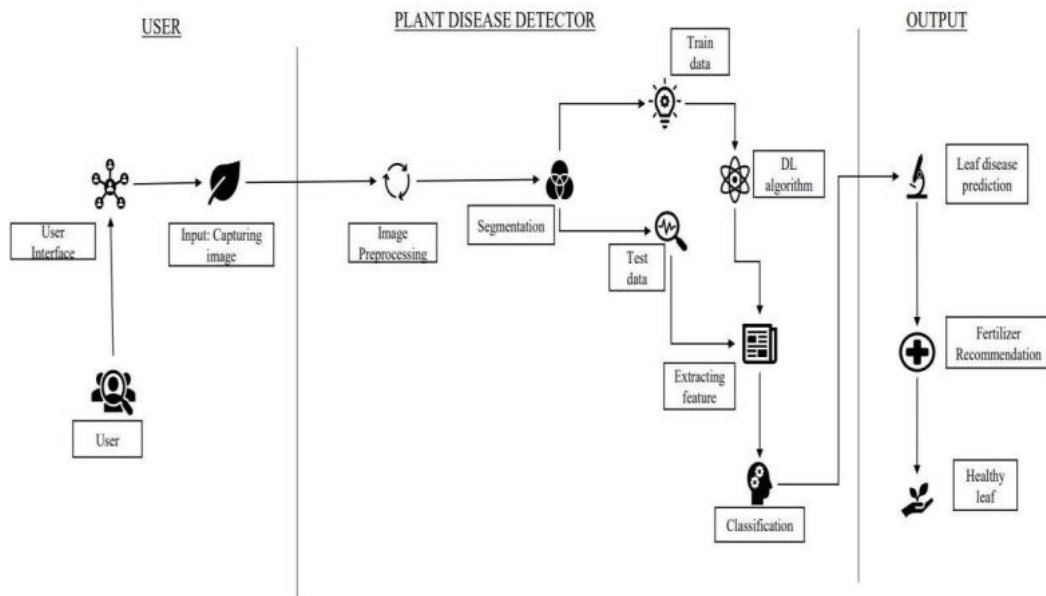 USER
PLANT DISEASE DETECTOR
OUTPUT
Train
data
DL
algorithm
Leaf disease
prediction
User
Interface
Input: Capturing
image
Image
Preprocessing
Segmentation
Test
data
Extracting
feature
Fertilizer
Recommendation
User
Classification
Healthy
leaf